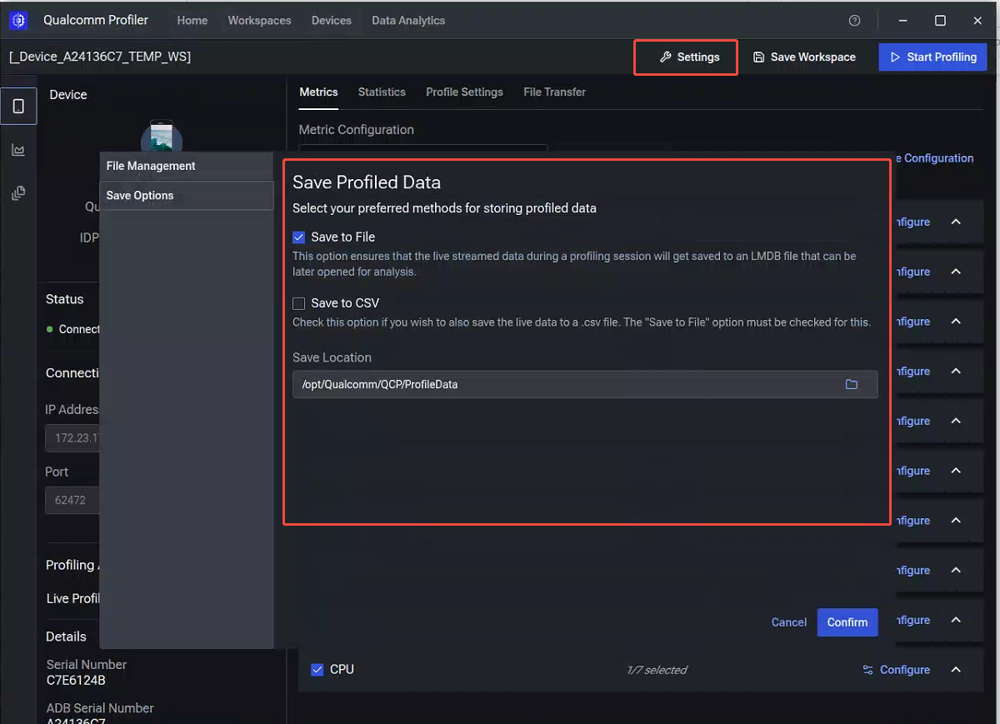 Qualcomm Profiler Home Workspaces Devices Data Analytics
[_Device_A24136C7_TEMP_WS] Settings Save Workspace Start Profiling
Device
Metrics Statistics Profile Settings File Transfer
Metric Configuration
e Configuration
Qu
IDP
Status
Connect
Connecti
IP Addres
172.23.1
Port
62472
Profiling
Live Profil
Details
Serial Number
C7E6124B
ADB Serial Number
A24136C7
File Management
Save Options
Save Profiled Data
Select your preferred methods for storing profiled data
Save to File
This option ensures that the live streamed data during a profiling session will get saved to an LMDB file that can be
later opened for analysis.
Save to CSV
Check this option if you wish to also save the live data to a .csv file. The "Save to File" option must be checked for this.
Save Location
/opt/Qualcomm/QCP/ProfileData
Cancel Confirm
nfigure
nfigure
nfigure
nfigure
nfigure
nfigure
nfigure
nfigure
nfigure
CPU 1/7 selected Configure